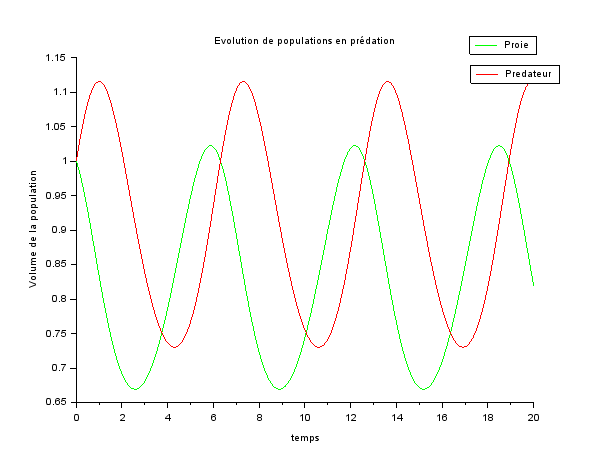 Evolution de populations en prédation
Proie
Predateur
1.15
1.1
1.05
1
0.95
0.9
0.85
0.8
0.75
0.7
0.65
Volume de la population
0 2 4 6 8 10 12 14 16 18 20
temps